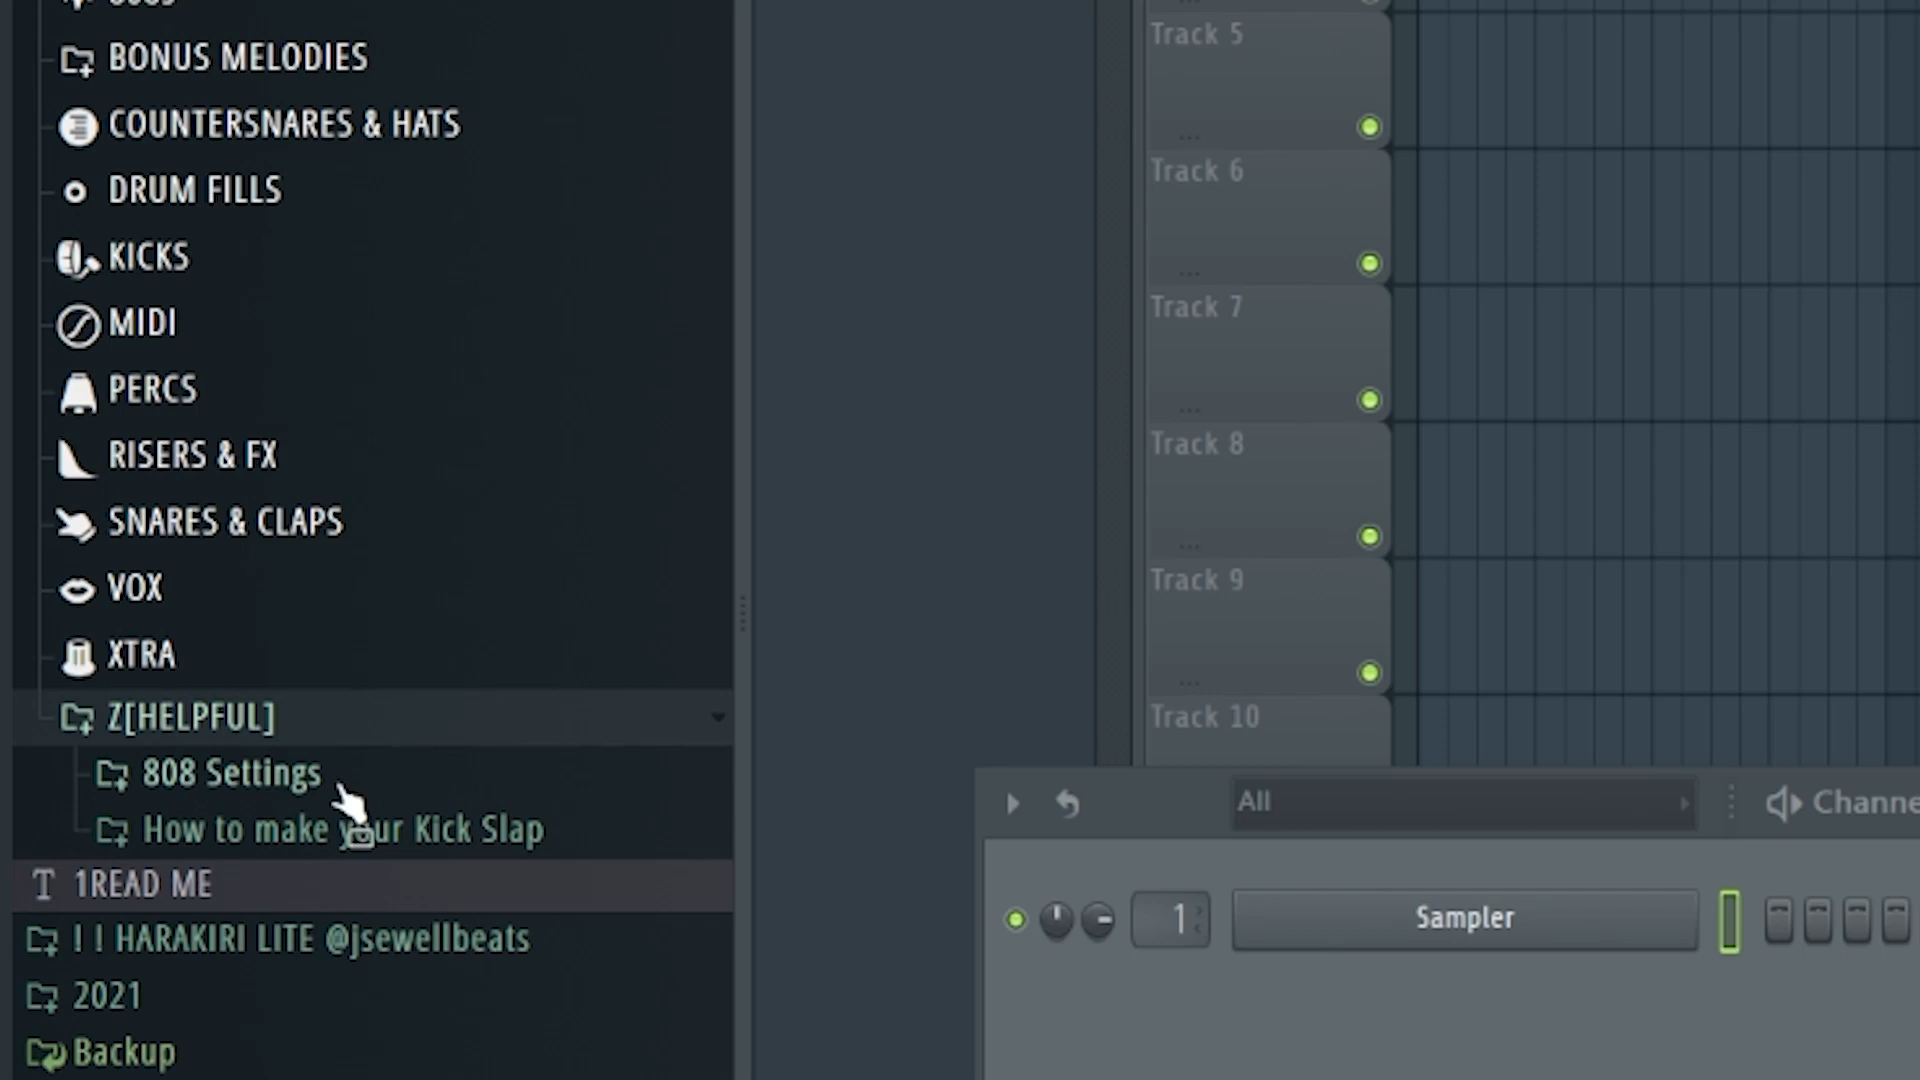 808s
BONUS MELODIES
COUNTERSNARES & HATS
DRUM FILLS
KICKS
MIDI
PERCS
RISERS & FX
SNARES & CLAPS
VOX
XTRA
Z[HELPFUL]
808 Settings
How to make your Kick Slap
1READ ME
! ! HARAKIRI LITE @jsewellbeats
2021
Backup
...
Track 5
...
Track 6
...
Track 7
...
Track 8
...
Track 9
...
Track 10
All
Channe
1
Sampler